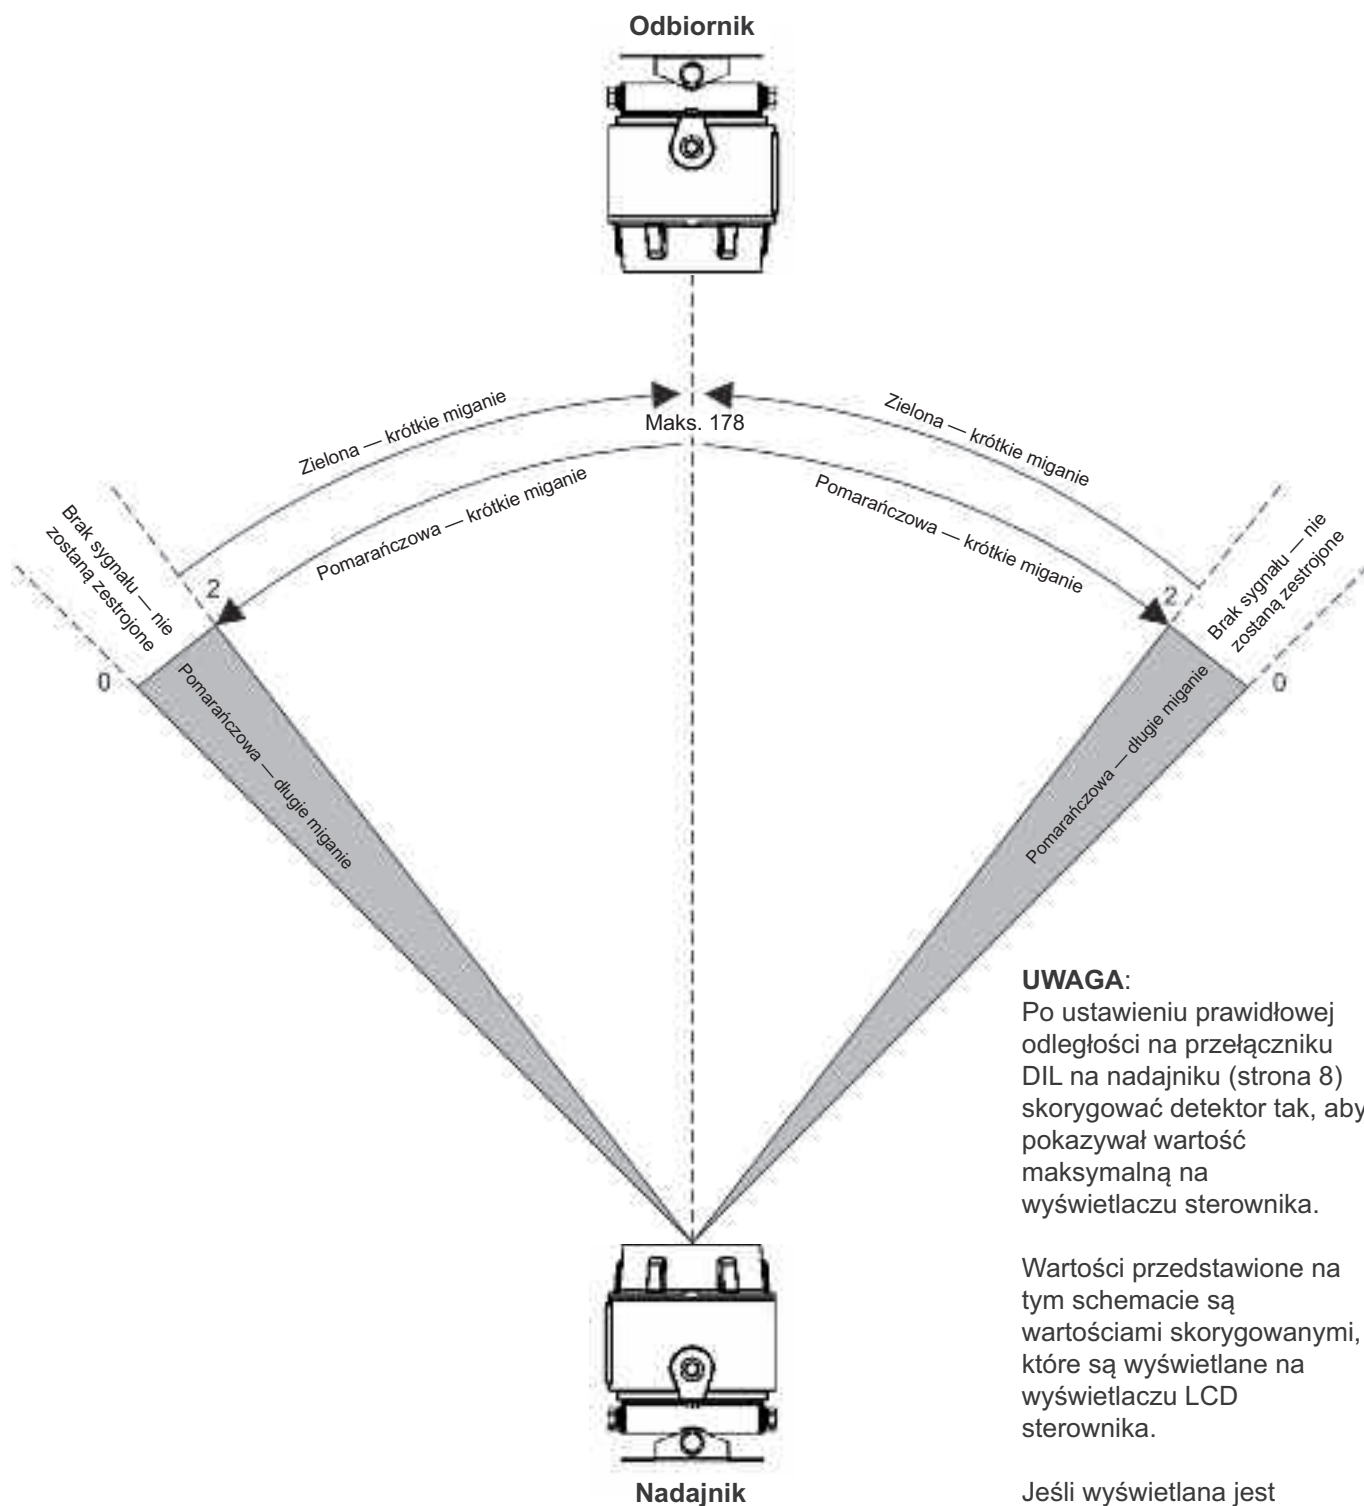 Odbiornik
Zielona — krótkie miganie
Zielona — krótkie miganie
Maks. 178
Pomarańczowa — krótkie miganie
Pomarańczowa — krótkie miganie
Brak sygnału — nie
zostaną zestrojone
Brak sygnału — nie
zostaną zestrojone
2
2
0
0
Pomarańczowa — długie miganie
Pomarańczowa — długie miganie
UWAGA:
Po ustawieniu prawidłowej
odległości na przełączniku
DIL na nadajniku (strona 8)
skorygować detektor tak, aby
pokazywał wartość
maksymalną na
wyświetlaczu sterownika.
Wartości przedstawione na
tym schemacie są
wartościami skorygowanymi,
które są wyświetlane na
wyświetlaczu LCD
sterownika.
Jeśli wyświetlana jest
Nadajnik